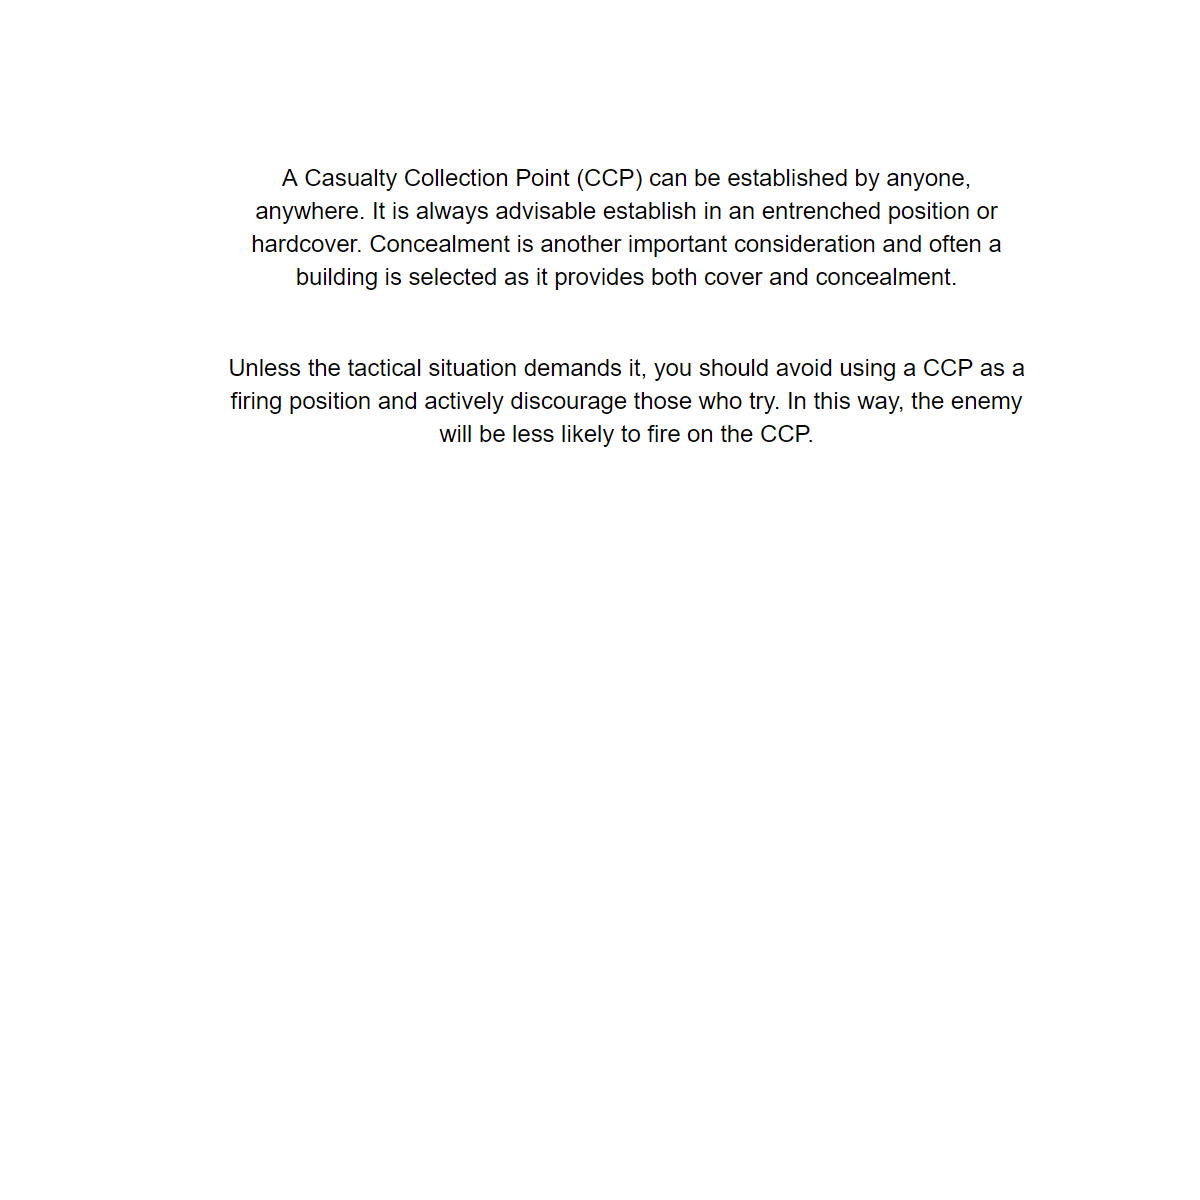 A Casualty Collection Point (CCP) can be established by anyone,
anywhere. It is always advisable establish in an entrenched position or
hardcover. Concealment is another important consideration and often a
building is selected as it provides both cover and concealment.
Unless the tactical situation demands it, you should avoid using a CCP as a
firing position and actively discourage those who try. In this way, the enemy
will be less likely to fire on the CCP.